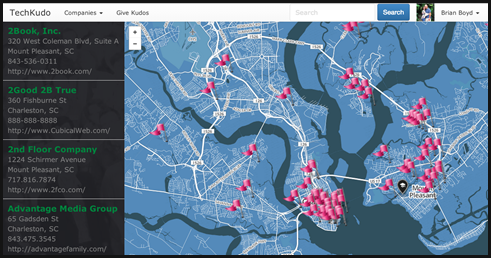 TechKudo Companies Give Kudos Search Search Brian Boyd
2Book, Inc.
320 West Coleman Blvd, Suite A
Mount Pleasant, SC
843-536-0311
http://www.2book.com/
2Good 2B True
360 Fishburne St
Charleston, SC
888-888-8888
http://www.CubicalWeb.com/
2nd Floor Company
1224 Schirmer Avenue
Mount Pleasant, SC
717.816.7874
http://www.2fco.com/
Advantage Media Group
65 Gadsden St
Charleston, SC
843.475.3545
http://advantagefamily.com/
+
-
Pleasant